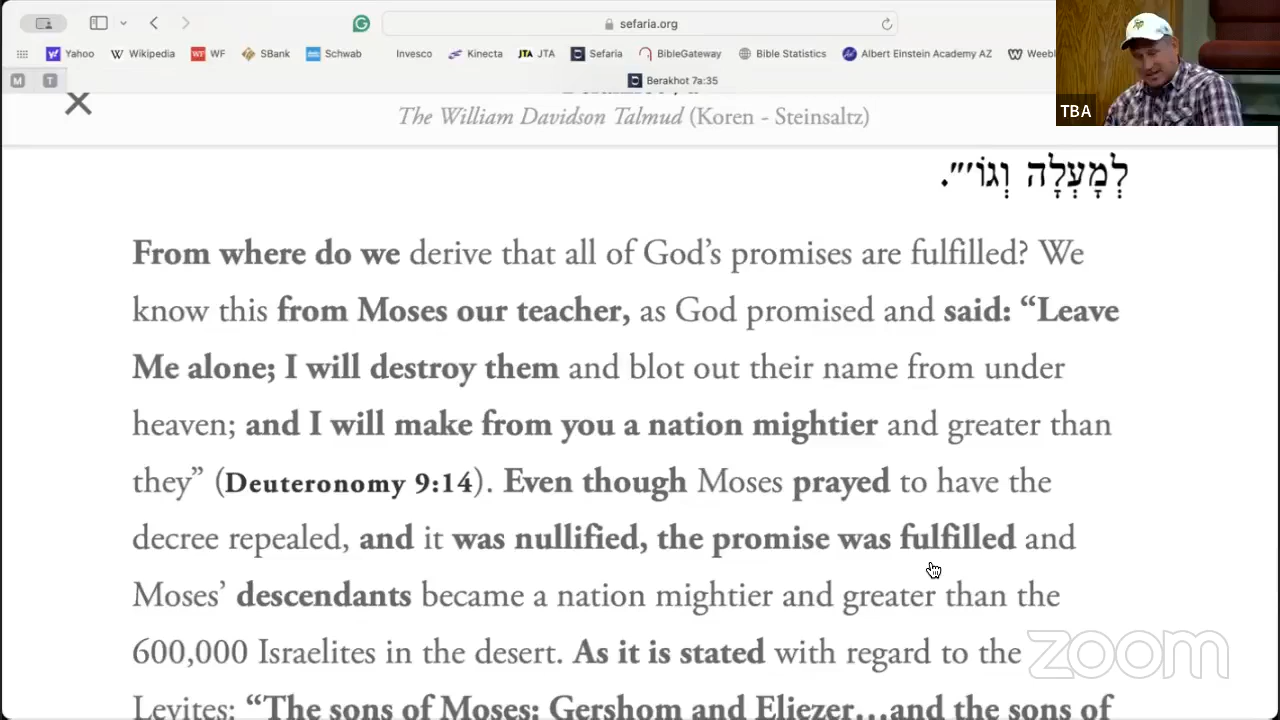 sefaria.org
Yahoo Wikipedia WF SBank Schwab Invesco Kinecta JTA JTA Sefaria BibleGateway Bible Statistics Albert Einstein Academy AZ Weebl
M T Berakhot 7a:35
The William Davidson Talmud (Koren - Steinsaltz)
TBA
לְמָעְלָה וְגוֹ׳״.
From where do we derive that all of God’s promises are fulfilled? We
know this from Moses our teacher, as God promised and said: “Leave
Me alone; I will destroy them and blot out their name from under
heaven; and I will make from you a nation mightier and greater than
they” (Deuteronomy 9:14). Even though Moses prayed to have the
decree repealed, and it was nullified, the promise was fulfilled and
Moses’ descendants became a nation mightier and greater than the
600,000 Israelites in the desert. As it is stated with regard to the
Levites: “The sons of Moses: Gershom and Eliezer…and the sons of
zoom